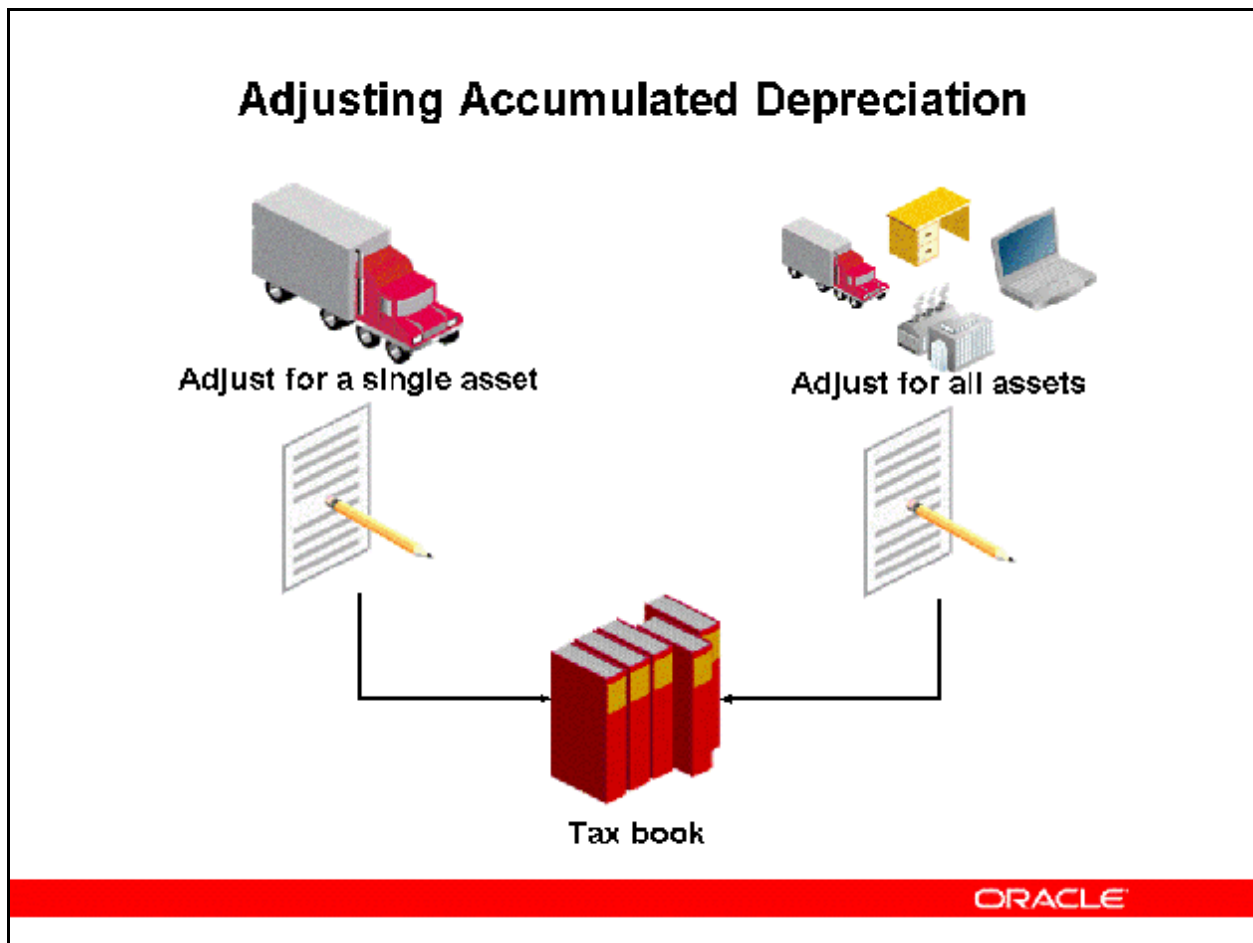 Adjusting Accumulated Depreciation
Adjust for a single asset
Adjust for all assets
Tax book
ORACLE